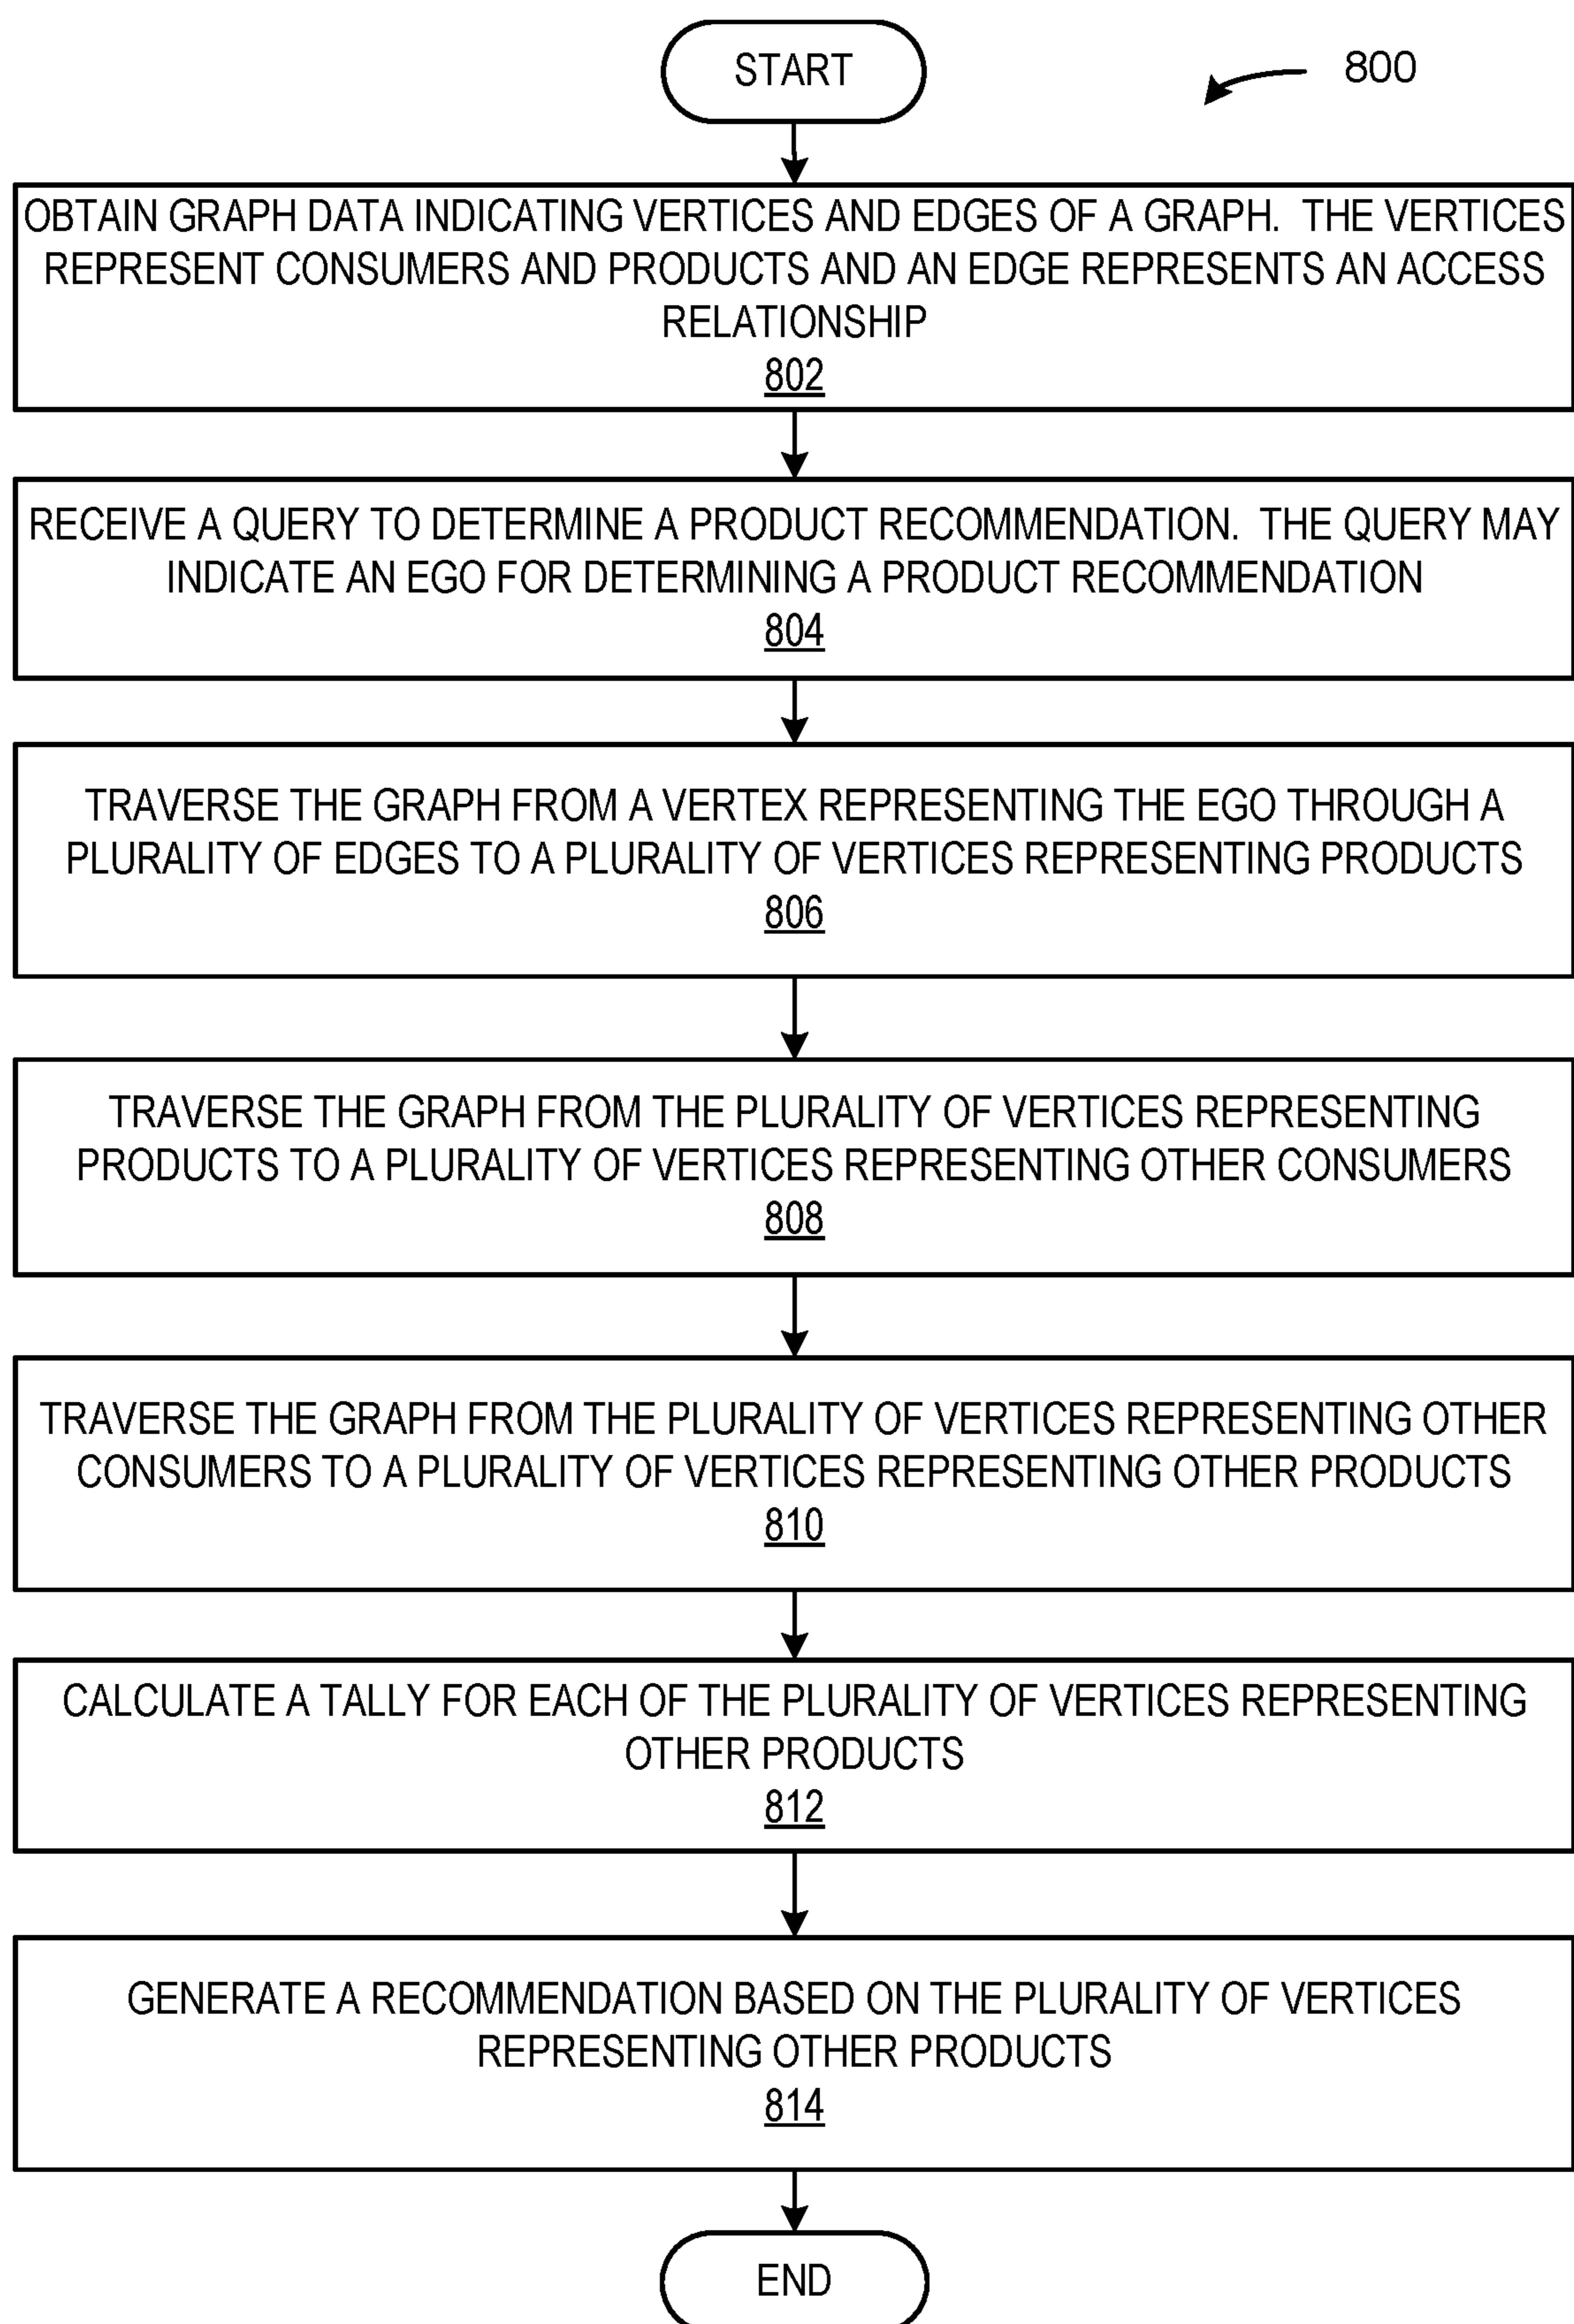 START
800
OBTAIN GRAPH DATA INDICATING VERTICES AND EDGES OF A GRAPH. THE VERTICES
REPRESENT CONSUMERS AND PRODUCTS AND AN EDGE REPRESENTS AN ACCESS
RELATIONSHIP
802
RECEIVE A QUERY TO DETERMINE A PRODUCT RECOMMENDATION. THE QUERY MAY
INDICATE AN EGO FOR DETERMINING A PRODUCT RECOMMENDATION
804
TRAVERSE THE GRAPH FROM A VERTEX REPRESENTING THE EGO THROUGH A
PLURALITY OF EDGES TO A PLURALITY OF VERTICES REPRESENTING PRODUCTS
806
TRAVERSE THE GRAPH FROM THE PLURALITY OF VERTICES REPRESENTING
PRODUCTS TO A PLURALITY OF VERTICES REPRESENTING OTHER CONSUMERS
808
TRAVERSE THE GRAPH FROM THE PLURALITY OF VERTICES REPRESENTING OTHER
CONSUMERS TO A PLURALITY OF VERTICES REPRESENTING OTHER PRODUCTS
810
CALCULATE A TALLY FOR EACH OF THE PLURALITY OF VERTICES REPRESENTING
OTHER PRODUCTS
812
GENERATE A RECOMMENDATION BASED ON THE PLURALITY OF VERTICES
REPRESENTING OTHER PRODUCTS
814
END